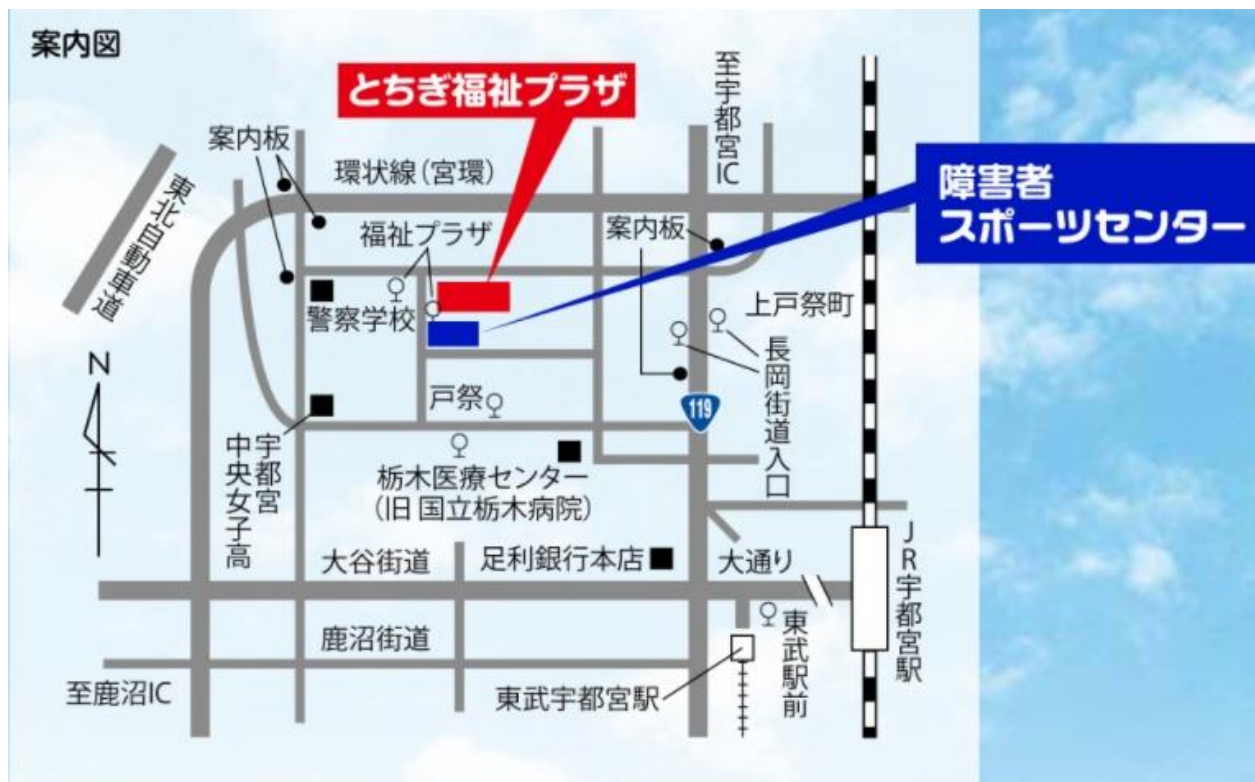 案内図
とちぎ福祉プラザ
至宇都宮IC
案内板
環状線（宮環）
障害者
スポーツセンター
東北自動車道
福祉プラザ
案内板
警察学校
上戸祭町
長岡街道入口
N
戸祭
119
宇都宮
中央女子高
栃木医療センター
（旧 国立栃木病院）
大谷街道
足利銀行本店
大通り
JR宇都宮駅
鹿沼街道
東武駅前
至鹿沼IC
東武宇都宮駅